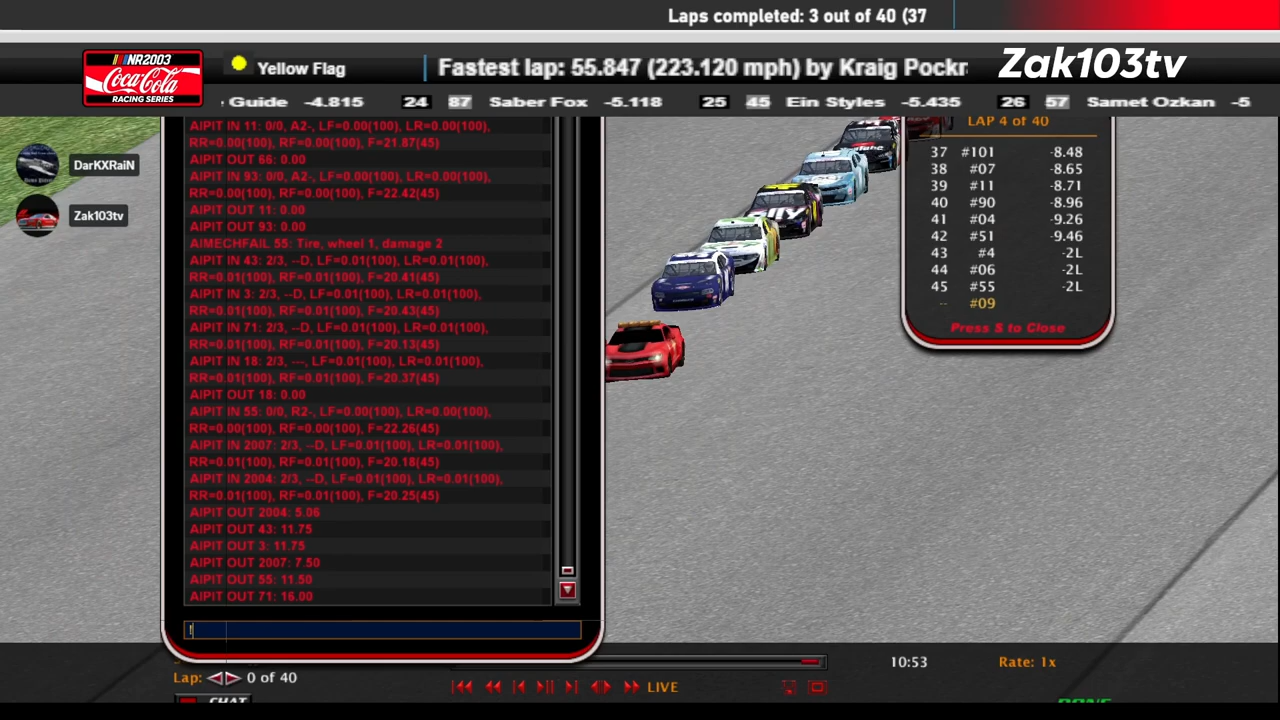 Laps completed: 3 out of 40 (37
NR2003
Coca-Cola
RACING SERIES
Yellow Flag
Fastest lap: 55.847 (223.120 mph) by Kraig Pockr
Zak103tv
Guide -4.815 24 87 Saber Fox -5.118 25 45 Ein Styles -5.435 26 57 Samet Ozkan -5
DarKXRaiN
Zak103tv
AIPIT IN 11: 0/0, A2-, LF=0.00(100), LR=0.00(100),
RR=0.00(100), RF=0.00(100), F=21.87(45)
AIPIT OUT 66: 0.00
AIPIT IN 93: 0/0, A2-, LF=0.00(100), LR=0.00(100),
RR=0.00(100), RF=0.00(100), F=22.42(45)
AIPIT OUT 11: 0.00
AIPIT OUT 93: 0.00
AIMECHFAIL 55: Tire, wheel 1, damage 2
AIPIT IN 43: 2/3, --D, LF=0.01(100), LR=0.01(100),
RR=0.01(100), RF=0.01(100), F=20.41(45)
AIPIT IN 3: 2/3, --D, LF=0.01(100), LR=0.01(100),
RR=0.01(100), RF=0.01(100), F=20.43(45)
AIPIT IN 71: 2/3, --D, LF=0.01(100), LR=0.01(100),
RR=0.01(100), RF=0.01(100), F=20.13(45)
AIPIT IN 18: 2/3, ---, LF=0.01(100), LR=0.01(100),
RR=0.01(100), RF=0.01(100), F=20.37(45)
AIPIT OUT 18: 0.00
AIPIT IN 55: 0/0, R2-, LF=0.00(100), LR=0.00(100),
RR=0.00(100), RF=0.00(100), F=22.26(45)
AIPIT IN 2007: 2/3, --D, LF=0.01(100), LR=0.01(100),
RR=0.01(100), RF=0.01(100), F=20.18(45)
AIPIT IN 2004: 2/3, --D, LF=0.01(100), LR=0.01(100),
RR=0.01(100), RF=0.01(100), F=20.25(45)
AIPIT OUT 2004: 5.06
AIPIT OUT 43: 11.75
AIPIT OUT 3: 11.75
AIPIT OUT 2007: 7.50
AIPIT OUT 55: 11.50
AIPIT OUT 71: 16.00
!
LAP 4 of 40
37 #101 -8.48
38 #07 -8.65
39 #11 -8.71
40 #90 -8.96
41 #04 -9.26
42 #51 -9.46
43 #4 -2L
44 #06 -2L
45 #55 -2L
-- #09
Press S to Close
10:53
Rate: 1x
Lap: 0 of 40
LIVE
CHAT